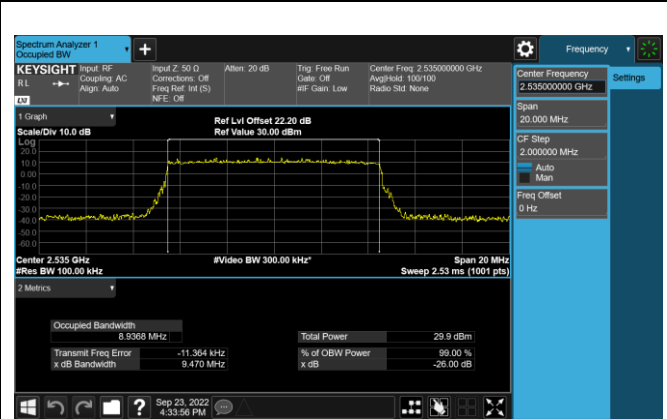 Spectrum Analyzer 1
Occupied BW
Frequency
KEYSIGHT
R L
LXI
Input: RF
Coupling: AC
Align: Auto
Input Z: 50 Ω
Corrections: Off
Freq Ref: Int (S)
NFE: Off
Atten: 20 dB
Trig: Free Run
Gate: Off
#IF Gain: Low
Center Freq: 2.535000000 GHz
Avg|Hold: 100/100
Radio Std: None
Center Frequency
2.535000000 GHz
Settings
Span
20.000 MHz
CF Step
2.000000 MHz
Auto
Man
Freq Offset
0 Hz
1 Graph
Scale/Div 10.0 dB
Ref Lvl Offset 22.20 dB
Ref Value 30.00 dBm
Log
20.0
10.0
0.00
-10.0
-20.0
-30.0
-40.0
-50.0
-60.0
Center 2.535 GHz
#Res BW 100.00 kHz
#Video BW 300.00 kHz*
Span 20 MHz
Sweep 2.53 ms (1001 pts)
2 Metrics
Occupied Bandwidth
8.9368 MHz
Total Power 29.9 dBm
Transmit Freq Error -11.364 kHz
% of OBW Power 99.00 %
x dB Bandwidth 9.470 MHz
x dB -26.00 dB
?
Sep 23, 2022
4:33:56 PM